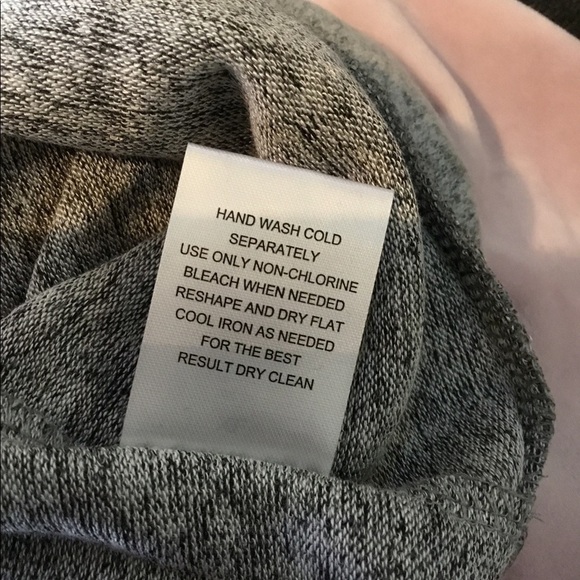 HAND WASH COLD
SEPARATELY
USE ONLY NON-CHLORINE
BLEACH WHEN NEEDED
RESHAPE AND DRY FLAT
COOL IRON AS NEEDED
FOR THE BEST
RESULT DRY CLEAN